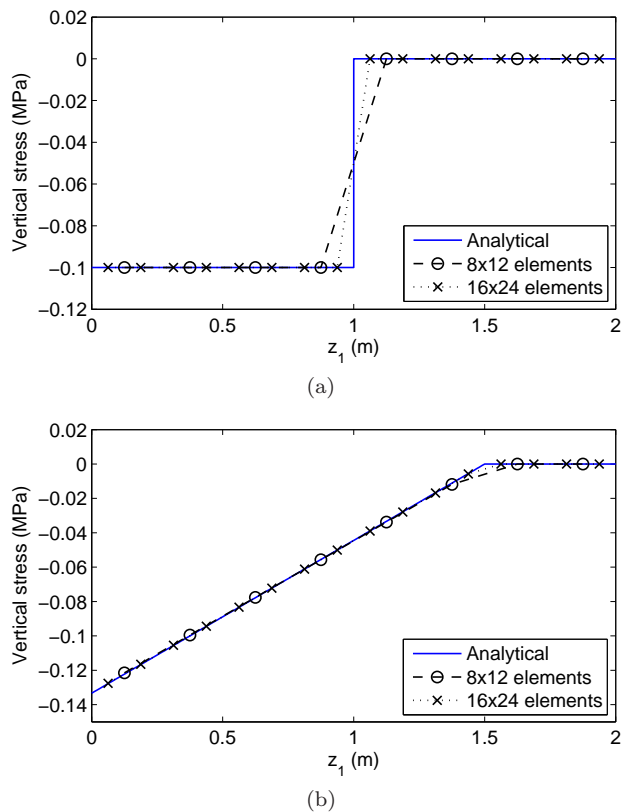 0.02
0
−0.02
−0.04
−0.06
−0.08
−0.1
−0.12
Vertical stress (MPa)
Analytical
8x12 elements
16x24 elements
0 0.5 1 1.5 2
z_1 (m)
(a)
0.02
0
−0.02
−0.04
−0.06
−0.08
−0.1
−0.12
−0.14
Vertical stress (MPa)
Analytical
8x12 elements
16x24 elements
0 0.5 1 1.5 2
z_1 (m)
(b)